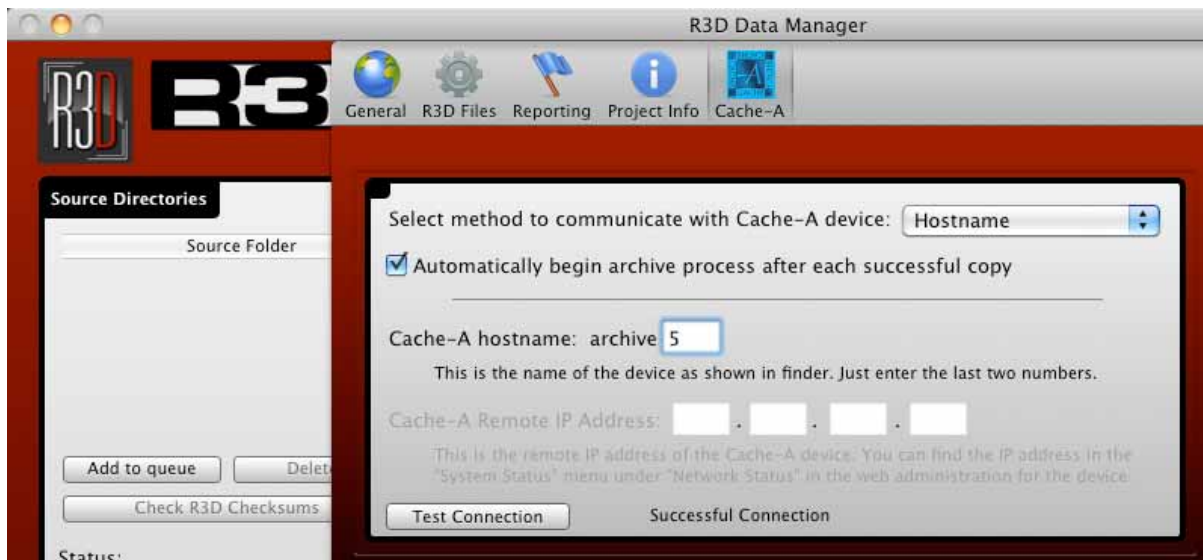 R3D Data Manager
R3D
R3
General R3D Files Reporting Project Info Cache-A
-A
Source Directories
Source Folder
Select method to communicate with Cache-A device: Hostname
Automatically begin archive process after each successful copy
Cache-A hostname: archive 5
This is the name of the device as shown in finder. Just enter the last two numbers.
Cache-A Remote IP Address: . . .
This is the remote IP address of the Cache-A device. You can find the IP address in the
"System Status" menu under "Network Status" in the web administration for the device
Add to queue Delet
Check R3D Checksums
Test Connection Successful Connection
Status: